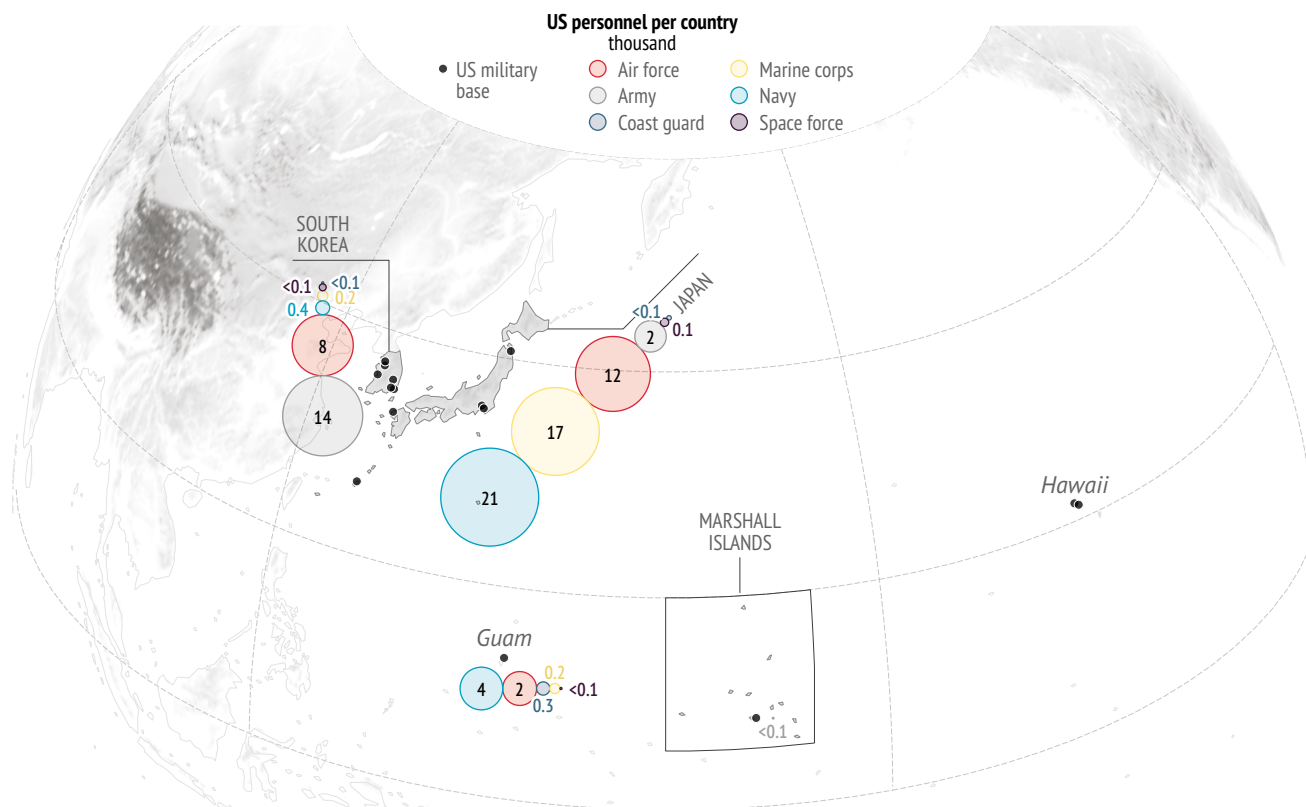 US personnel per country
thousand
US military
base
Air force
Army
Coast guard
Marine corps
Navy
Space force
SOUTH
KOREA
<0.1
<0.1
0.2
0.4
8
14
JAPAN
<0.1
0.1
2
12
17
21
Hawaii
MARSHALL
ISLANDS
<0.1
Guam
4
2
0.3
0.2
<0.1